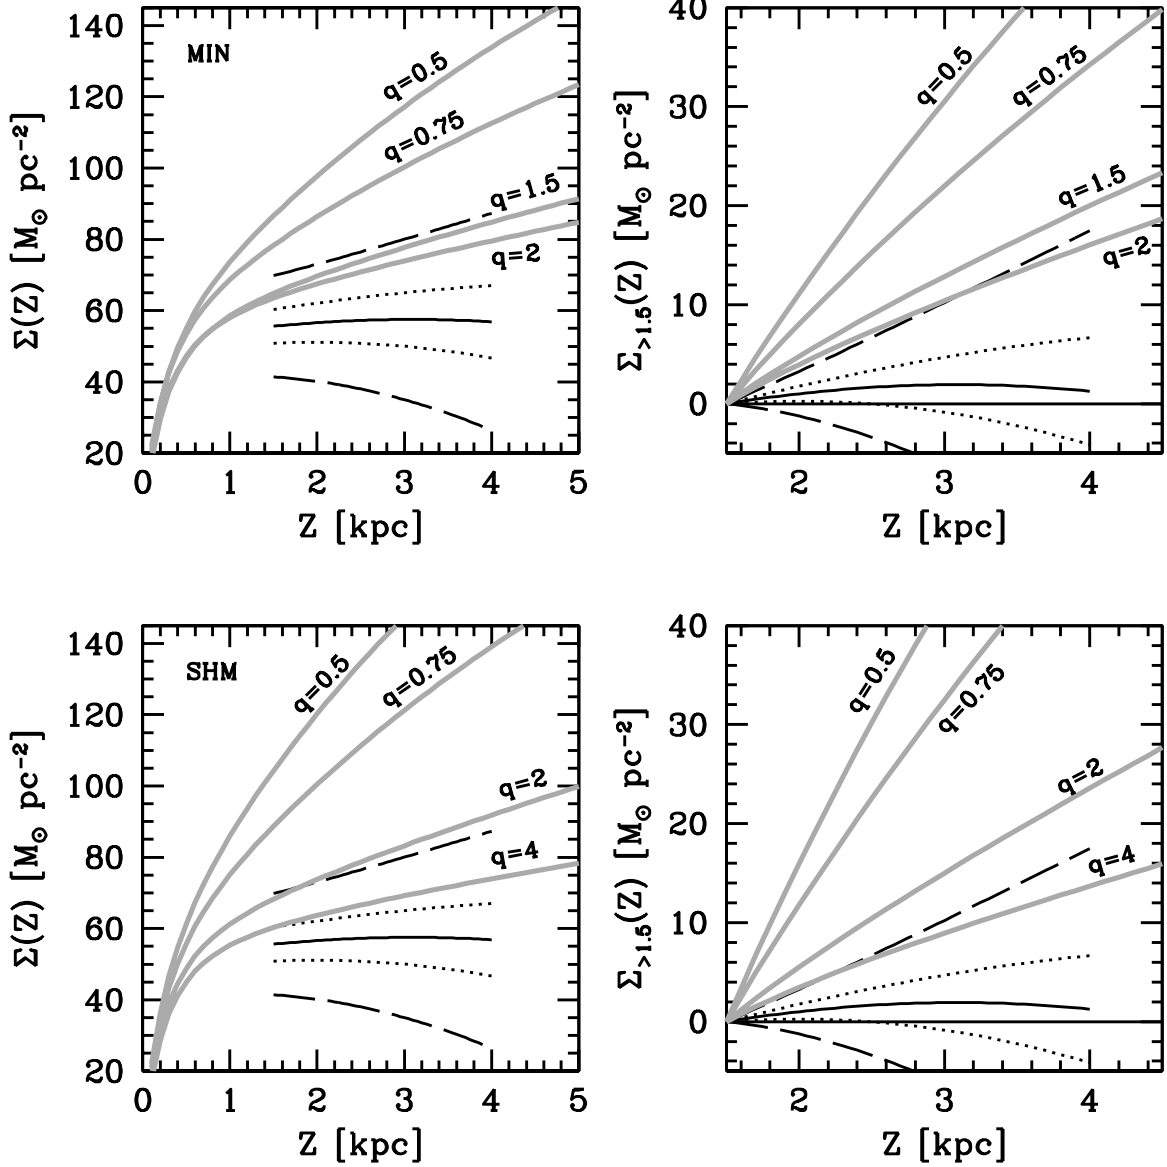 140
120
100
80
60
40
20
0 1 2 3 4 5
Σ(Z) [M⊙ pc⁻²]
Z [kpc]
MIN
q=0.5
q=0.75
q=1.5
q=2
40
30
20
10
0
2 3 4
Σ>1.5(Z) [M⊙ pc⁻²]
Z [kpc]
q=0.5
q=0.75
q=1.5
q=2
140
120
100
80
60
40
20
0 1 2 3 4 5
Σ(Z) [M⊙ pc⁻²]
Z [kpc]
SHM
q=0.5
q=0.75
q=2
q=4
40
30
20
10
0
2 3 4
Σ>1.5(Z) [M⊙ pc⁻²]
Z [kpc]
q=0.5
q=0.75
q=2
q=4